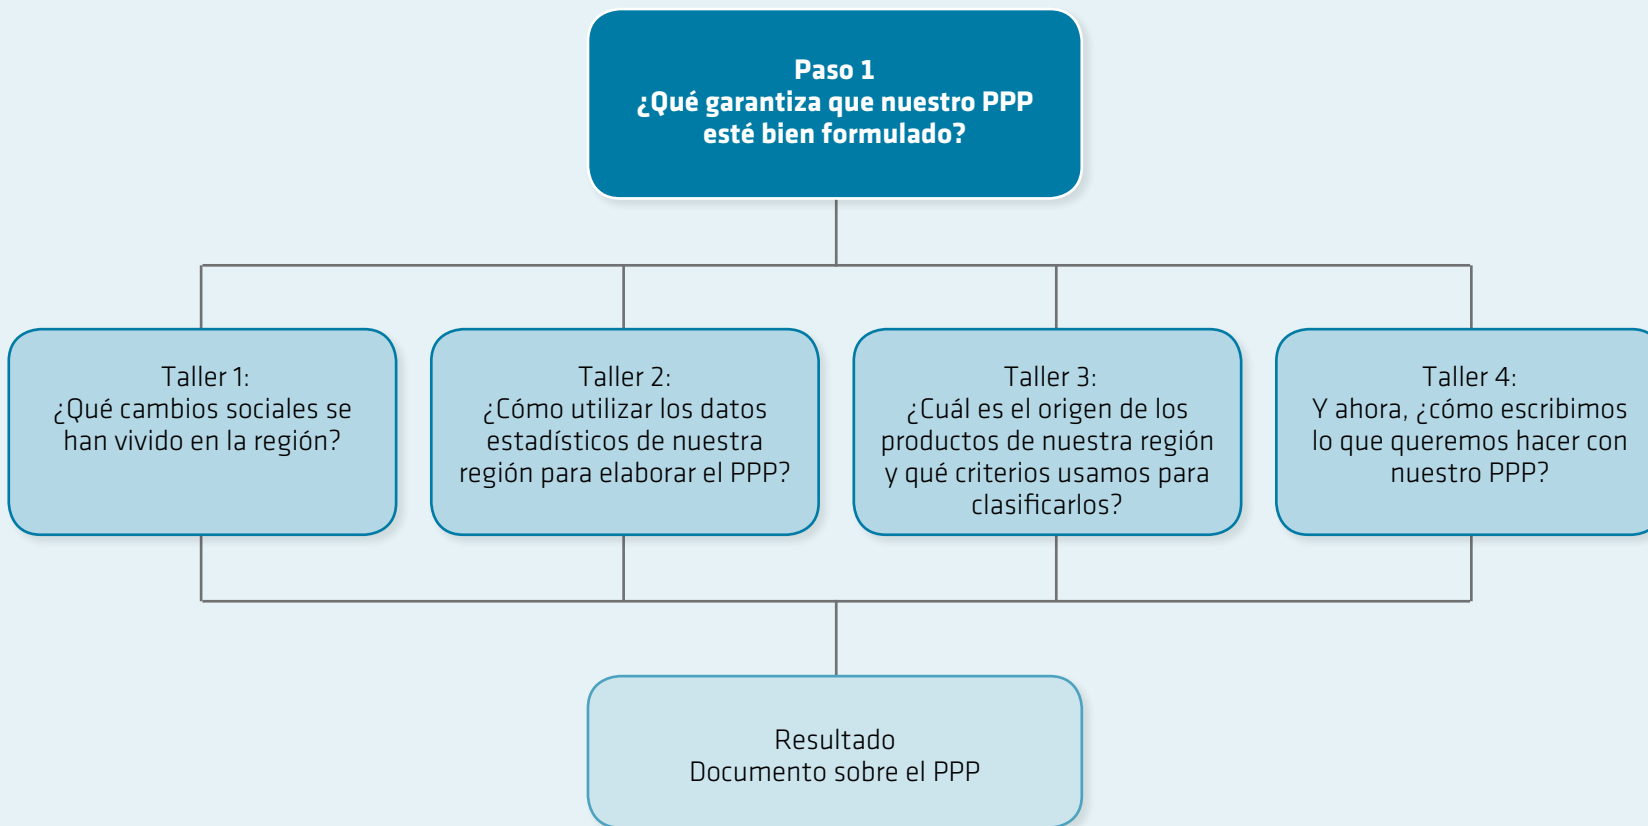 Paso 1
¿Qué garantiza que nuestro PPP
esté bien formulado?
Taller 1:
¿Qué cambios sociales se
han vivido en la región?
Taller 2:
¿Cómo utilizar los datos
estadísticos de nuestra
región para elaborar el PPP?
Taller 3:
¿Cuál es el origen de los
productos de nuestra región
y qué criterios usamos para
clasificarlos?
Taller 4:
Y ahora, ¿cómo escribimos
lo que queremos hacer con
nuestro PPP?
Resultado
Documento sobre el PPP